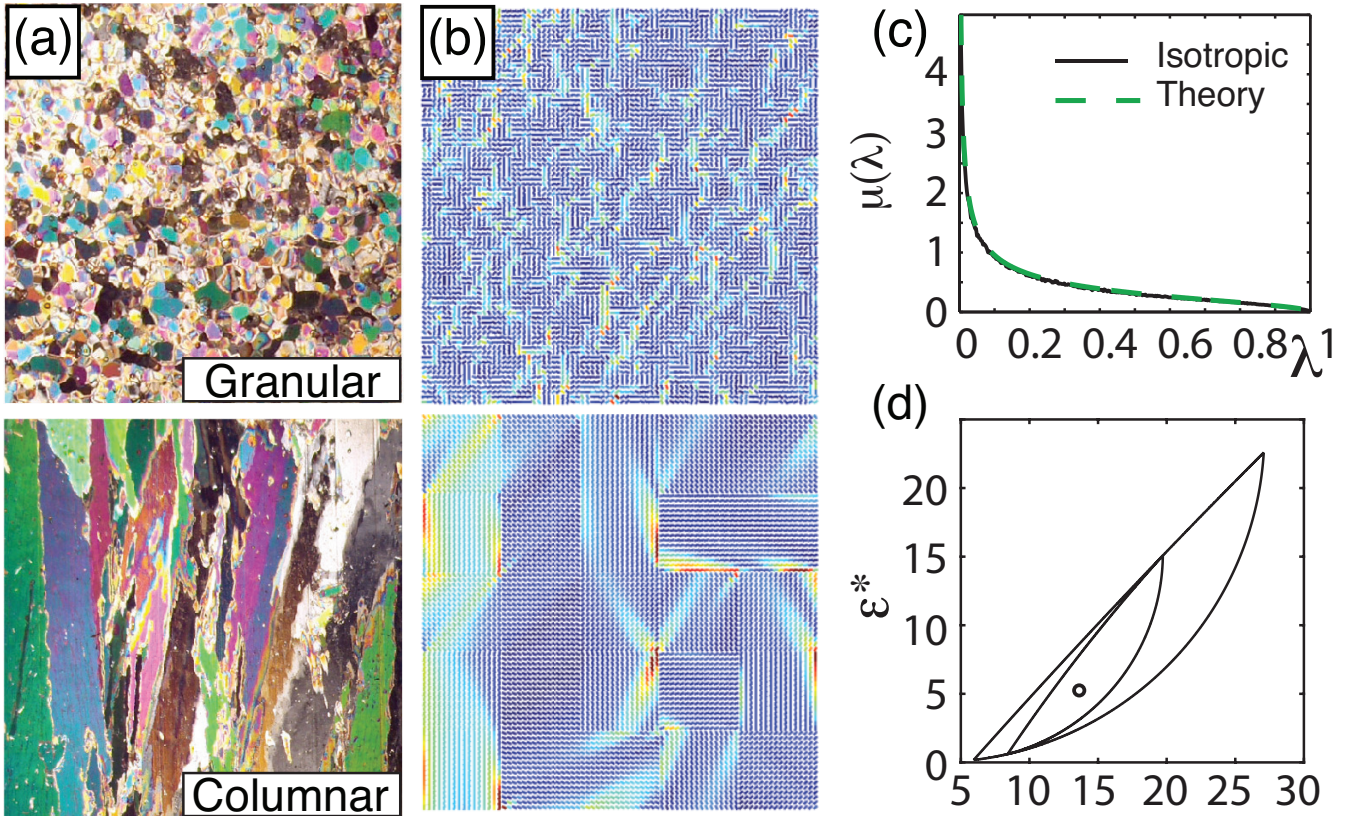 (a)
Granular
Columnar
(b)
(c)
Isotropic
Theory
μ(λ)
4
3
2
1
0
0 0.2 0.4 0.6 0.8 1
λ
(d)
ε*
20
15
10
5
0
5 10 15 20 25 30